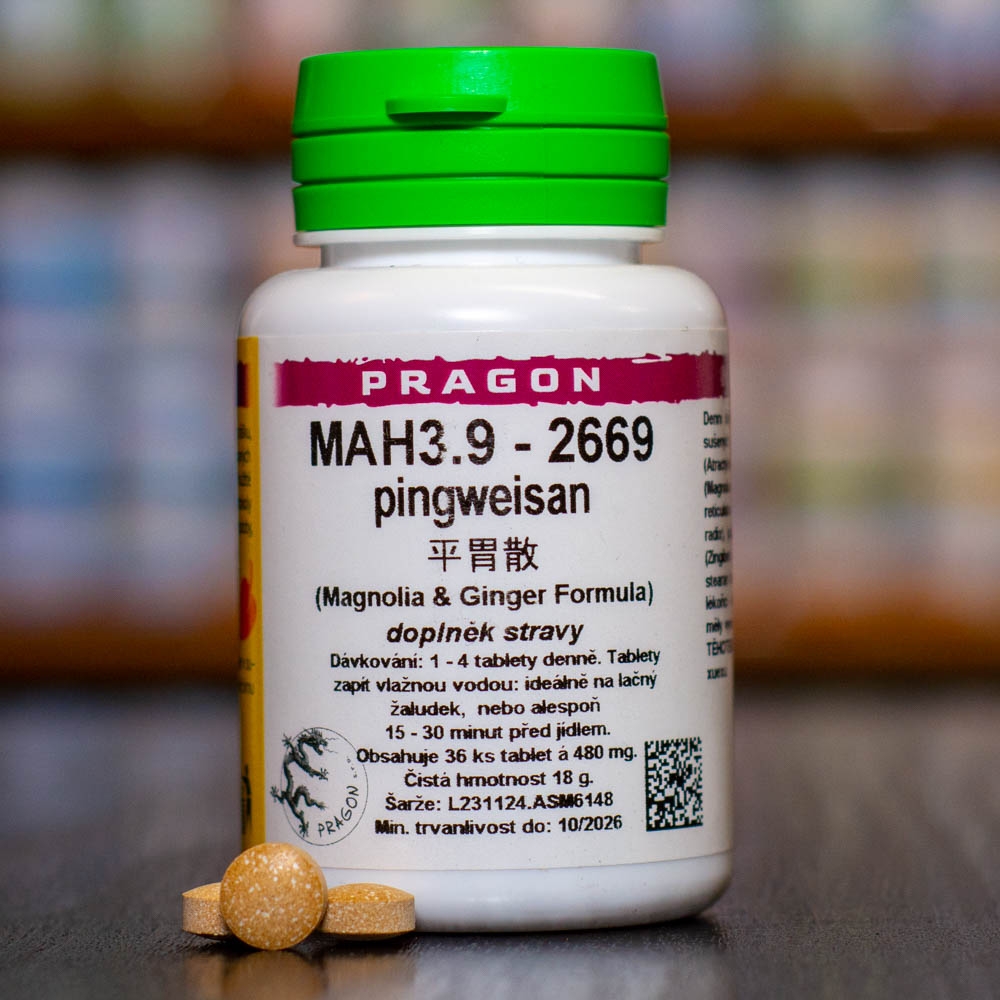 PRAGON
MAH3.9 - 2669
pingweisan
平胃散
(Magnolia & Ginger Formula)
doplněk stravy
Dávkování: 1 - 4 tablety denně. Tablety
zapít vlažnou vodou: ideálně na lačný
žaludek, nebo alespoň
15 - 30 minut před jídlem.
Obsahuje 36 ks tablet á 480 mg.
Čistá hmotnost 18 g.
Šarže: L231124.ASM6148
Min. trvanlivost do: 10/2026
PRAGON
Denní